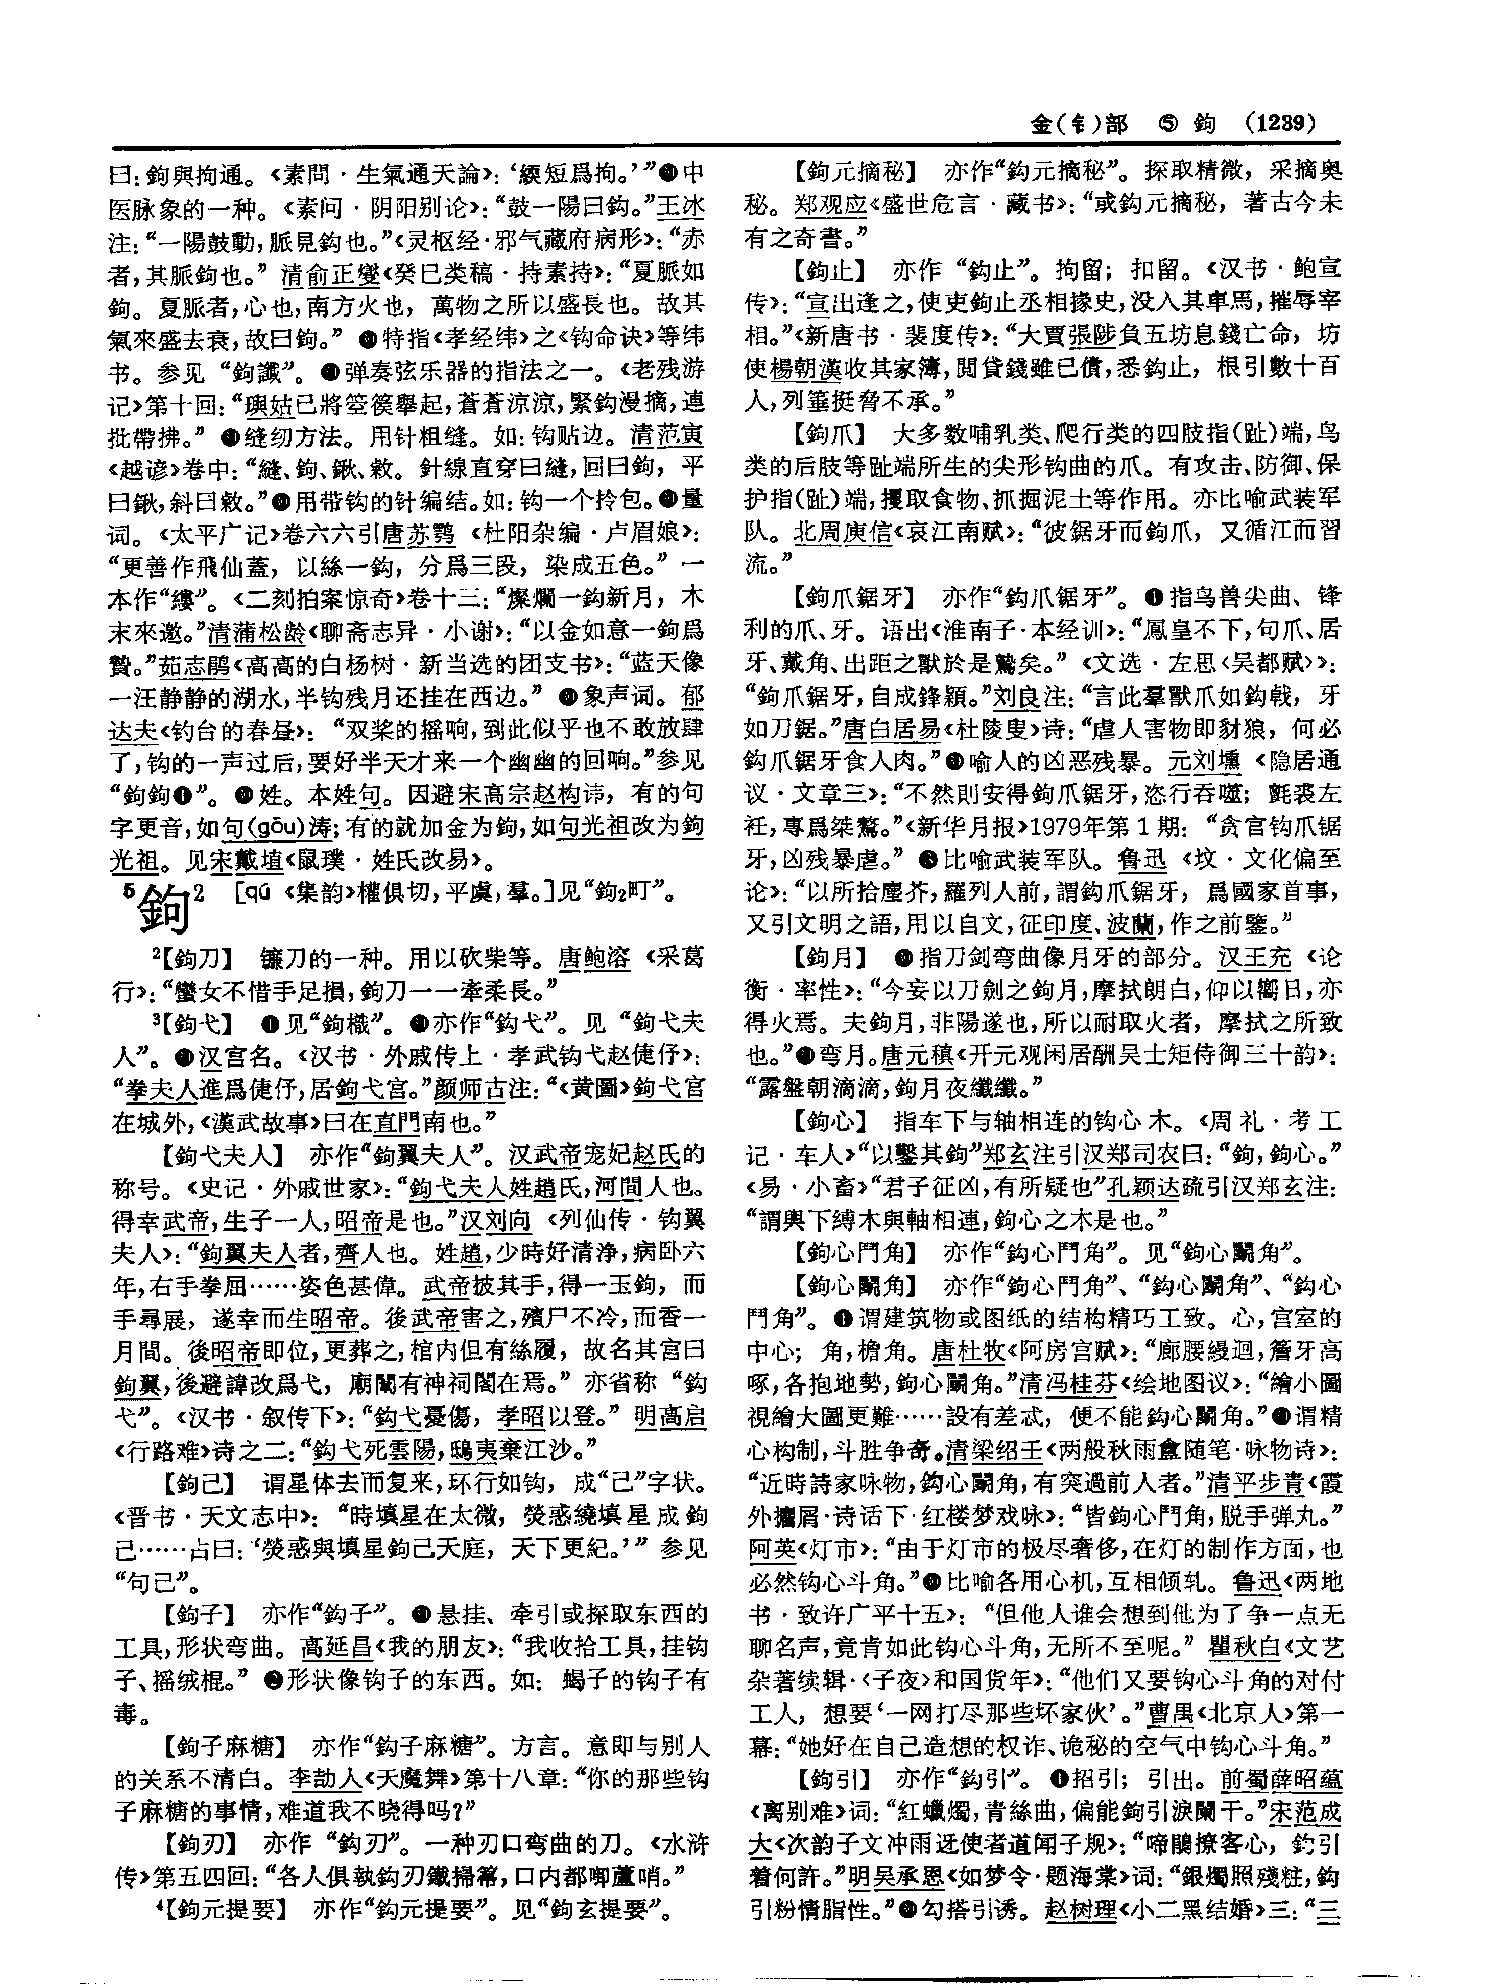 金(钅)部　⑤　鉤　(1239)
曰：鉤與拘通。《素問·生氣通天論》：‘緛短爲拘。’”中
医脉象的一种。《素问·阴阳别论》：“鼓一陽曰鉤。”王冰
注：“一陽鼓動，脈見鉤也。”《灵枢经·邪气藏府病形》：“赤
者，其脈鉤也。”清俞正燮《癸巳类稿·持素持》：“夏脈如
鉤。夏脈者，心也，南方火也，萬物之所以盛長也。故其
氣來盛去衰，故曰鉤。”特指《孝经纬》之《钩命诀》等纬
书。参见“鉤讖”。弹奏弦乐器的指法之一。《老残游
记》第十回：“璵姑已將箜篌舉起，蒼蒼涼涼，緊鉤漫摘，連
批帶拂。”缝纫方法。用针粗缝。如：钩贴边。清范寅
《越谚》卷中：“縫、鉤、鍬、敹。針線直穿曰縫，回曰鉤，平
曰鍬，斜曰敹。”用带钩的针编结。如：钩一个拎包。量
词。《太平广记》卷六六引唐苏鹗《杜阳杂编·卢眉娘》：
“更善作飛仙蓋，以絲一鉤，分爲三段，染成五色。”一
本作“縷”。《二刻拍案惊奇》卷十三：“燦爛一鉤新月，木
末來邀。”清蒲松龄《聊斋志异·小谢》：“以金如意一鉤爲
贄。”茹志鹃《高高的白杨树·新当选的团支书》：“蓝天像
一汪静静的湖水，半钩残月还挂在西边。”象声词。郁
达夫《钓台的春昼》：“双桨的摇响，到此似乎也不敢放肆
了，钩的一声过后，要好半天才来一个幽幽的回响。”参见
“鉤鉤❶”。姓。本姓句。因避宋高宗赵构讳，有的句
字更音，如句(gōu)涛；有的就加金为鉤，如句光祖改为鉤
光祖。见宋戴埴《鼠璞·姓氏改易》。
5鉤2　［qú《集韵》權俱切，平虞，羣。］见“鉤2町”。
2【鉤刀】　镰刀的一种。用以砍柴等。唐鲍溶《采葛
行》：“蠻女不惜手足損，鉤刀一一牽柔長。”
3【鉤弋】　❶见“鉤樴”。❷亦作“鈎弋”。见“鉤弋夫
人”。❸汉宫名。《汉书·外戚传上·孝武钩弋赵倢伃》：
“拳夫人進爲倢伃，居鉤弋宫。”颜师古注：“《黄圖》鉤弋宫
在城外，《漢武故事》曰在直門南也。”
【鉤弋夫人】　亦作“鉤翼夫人”。汉武帝宠妃赵氏的
称号。《史记·外戚世家》：“鉤弋夫人姓趙氏，河間人也。
得幸武帝，生子一人，昭帝是也。”汉刘向《列仙传·钩翼
夫人》：“鉤翼夫人者，齊人也。姓趙，少時好清浄，病卧六
年，右手拳屈……姿色甚偉。武帝披其手，得一玉鉤，而
手尋展，遂幸而生昭帝。後武帝害之，殯尸不冷，而香一
月間。後昭帝即位，更葬之，棺内但有絲履，故名其宫曰
鉤翼，後避諱改爲弋，廟闈有神祠閣在焉。”亦省称“鉤
弋”。《汉书·叙传下》：“鉤弋憂傷，孝昭以登。”明高启
《行路难》诗之二：“鉤弋死雲陽，鴟夷棄江沙。”
【鉤己】　谓星体去而复来，环行如钩，成“己”字状。
《晋书·天文志中》：“時填星在太微，熒惑繞填星成鉤
己……占曰：‘熒惑與填星鉤己天庭，天下更紀。’”参见
“句己”。
【鉤子】　亦作“鈎子”。❶悬挂、牵引或探取东西的
工具，形状弯曲。高延昌《我的朋友》：“我收拾工具，挂钩
子、摇绒棍。”❷形状像钩子的东西。如：蝎子的钩子有
毒。
【鉤子麻糖】　亦作“鈎子麻糖”。方言。意即与别人
的关系不清白。李劼人《天魔舞》第十八章：“你的那些钩
子麻糖的事情，难道我不晓得吗？”
【鉤刃】　亦作“鈎刃”。一种刃口弯曲的刀。《水浒
传》第五四回：“各人俱執鉤刃鐵掃箒，口内都啣蘆哨。”
4【鉤元提要】　亦作“鈎元提要”。见“鉤玄提要”。
【鉤元摘秘】　亦作“鈎元摘秘”。探取精微，采摘奥
秘。郑观应《盛世危言·藏书》：“或鈎元摘秘，著古今未
有之奇書。”
【鉤止】　亦作“鈎止”。拘留；扣留。《汉书·鲍宣
传》：“宣出逢之，使吏鉤止丞相掾史，没入其車馬，摧辱宰
相。”《新唐书·裴度传》：“大賈張陟負五坊息錢亡命，坊
使楊朝漢收其家簿，閱貸錢雖已償，悉鉤止，根引數十百
人，列箠挺脅不承。”
【鉤爪】　大多数哺乳类、爬行类的四肢指(趾)端，鸟
类的后肢等趾端所生的尖形钩曲的爪。有攻击、防御、保
护指(趾)端，攫取食物、抓掘泥土等作用。亦比喻武装军
队。北周庾信《哀江南赋》：“彼鋸牙而鉤爪，又循江而習
流。”
【鉤爪鋸牙】　亦作“鈎爪鋸牙”。❶指鸟兽尖曲、锋
利的爪、牙。语出《淮南子·本经训》：“鳳皇不下，句爪、居
牙、戴角、出距之獸於是鷙矣。”《文选·左思〈吴都赋〉》：
“鉤爪鋸牙，自成鋒穎。”刘良注：“言此羣獸爪如鉤戟，牙
如刀鋸。”唐白居易《杜陵叟》诗：“虐人害物即豺狼，何必
鉤爪鋸牙食人肉。”❷喻人的凶恶残暴。元刘壎《隐居通
议·文章三》：“不然則安得鉤爪鋸牙，恣行吞噬；氈裘左
衽，專爲桀驁。”《新华月报》1979年第1期：“贪官钩爪锯
牙，凶残暴虐。”❸比喻武装军队。鲁迅《坟·文化偏至
论》：“以所拾塵芥，羅列人前，謂鈎爪鋸牙，爲國家首事，
又引文明之語，用以自文，征印度、波蘭，作之前鑒。”
【鉤月】　❶指刀剑弯曲像月牙的部分。汉王充《论
衡·率性》：“今妄以刀劍之鉤月，摩拭朗白，仰以嚮日，亦
得火焉。夫鉤月，非陽遂也，所以耐取火者，摩拭之所致
也。”❷弯月。唐元稹《开元观闲居酬吴士矩侍御三十韵》：
“露盤朝滴滴，鉤月夜纖纖。”
【鉤心】　指车下与轴相连的钩心木。《周礼·考工
记·车人》“以鑿其鉤”郑玄注引汉郑司农曰：“鉤，鉤心。”
《易·小畜》“君子征凶，有所疑也”孔颖达疏引汉郑玄注：
“謂輿下縛木與軸相連，鉤心之木是也。”
【鉤心鬥角】　亦作“鈎心鬥角”。见“鉤心鬭角”。
【鉤心鬭角】　亦作“鉤心鬥角”、“鈎心鬭角”、“鈎心
鬥角”。❶谓建筑物或图纸的结构精巧工致。心，宫室的
中心；角，檐角。唐杜牧《阿房宫赋》：“廊腰縵迴，簷牙高
啄，各抱地勢，鉤心鬭角。”清冯桂芬《绘地图议》：“繪小圖
視繪大圖更難……設有差忒，便不能鈎心鬭角。”❷谓精
心构制，斗胜争奇。清梁绍壬《两般秋雨盦随笔·咏物诗》：
“近時詩家咏物，鈎心鬭角，有突過前人者。”清平步青《霞
外攟屑·诗话下·红楼梦戏咏》：“皆鉤心鬥角，脱手弹丸。”
阿英《灯市》：“由于灯市的极尽奢侈，在灯的制作方面，也
必然钩心斗角。”❸比喻各用心机，互相倾轧。鲁迅《两地
书·致许广平十五》：“但他人谁会想到他为了争一点无
聊名声，竟肯如此钩心斗角，无所不至呢。”瞿秋白《文艺
杂著续辑·〈子夜〉和国货年》：“他们又要钩心斗角的对付
工人，想要‘一网打尽那些坏家伙’。”曹禺《北京人》第一
幕：“她好在自己造想的权诈、诡秘的空气中钩心斗角。”
【鉤引】　亦作“鈎引”。❶招引；引出。前蜀薛昭蕴
《离别难》词：“紅蠟燭，青絲曲，偏能鉤引淚闌干。”宋范成
大《次韵子文冲雨迓使者道闻子规》：“啼鵑撩客心，鈎引
着何許。”明吴承恩《如梦令·题海棠》词：“銀燭照殘粧，鉤
引粉情脂性。”❷勾搭引诱。赵树理《小二黑结婚》三：“三